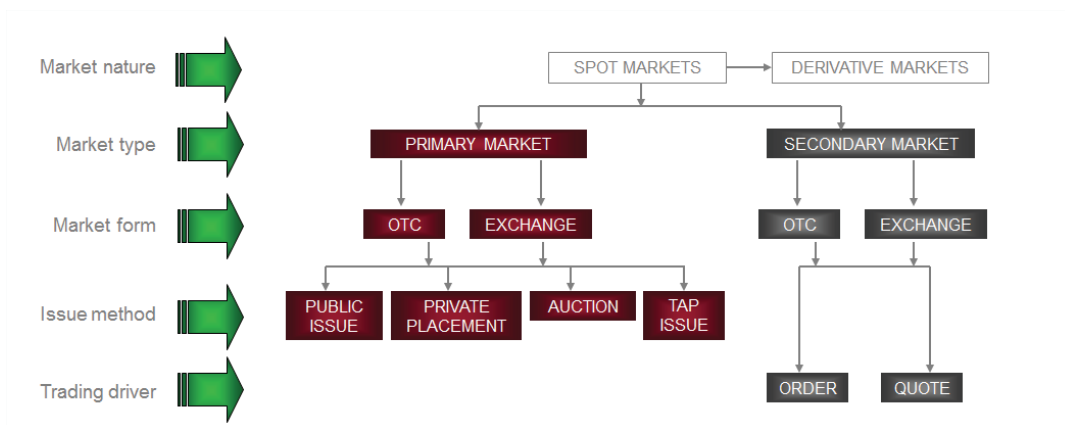 Market nature
SPOT MARKETS
DERIVATIVE MARKETS
Market type
PRIMARY MARKET
SECONDARY MARKET
Market form
OTC
EXCHANGE
OTC
EXCHANGE
Issue method
PUBLIC
ISSUE
PRIVATE
PLACEMENT
AUCTION
TAP
ISSUE
Trading driver
ORDER
QUOTE